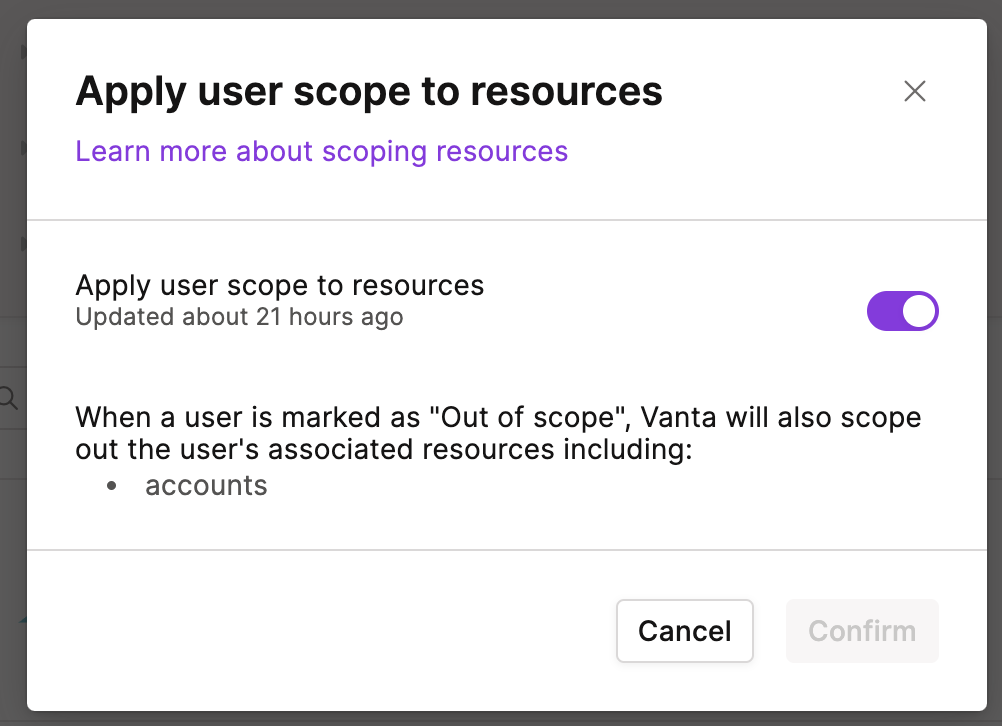 Apply user scope to resources
Learn more about scoping resources
Apply user scope to resources
Updated about 21 hours ago
When a user is marked as "Out of scope", Vanta will also scope
out the user's associated resources including:
• accounts
Cancel
Confirm